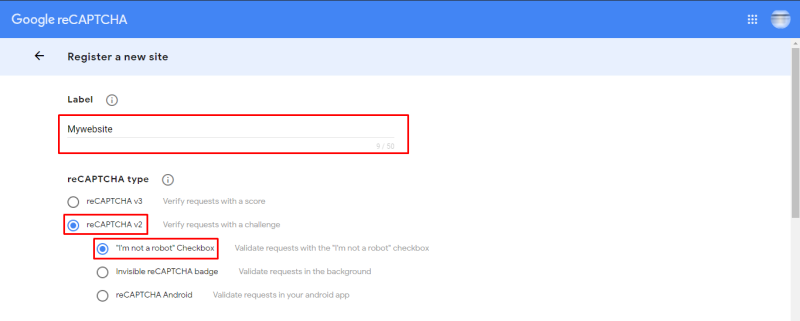 Google reCAPTCHA
Register a new site
Label
Mywebsite
9 / 50
reCAPTCHA type
reCAPTCHA v3 Verify requests with a score
reCAPTCHA v2 Verify requests with a challenge
"I'm not a robot" Checkbox Validate requests with the "I'm not a robot" checkbox
Invisible reCAPTCHA badge Validate requests in the background
reCAPTCHA Android Validate requests in your android app